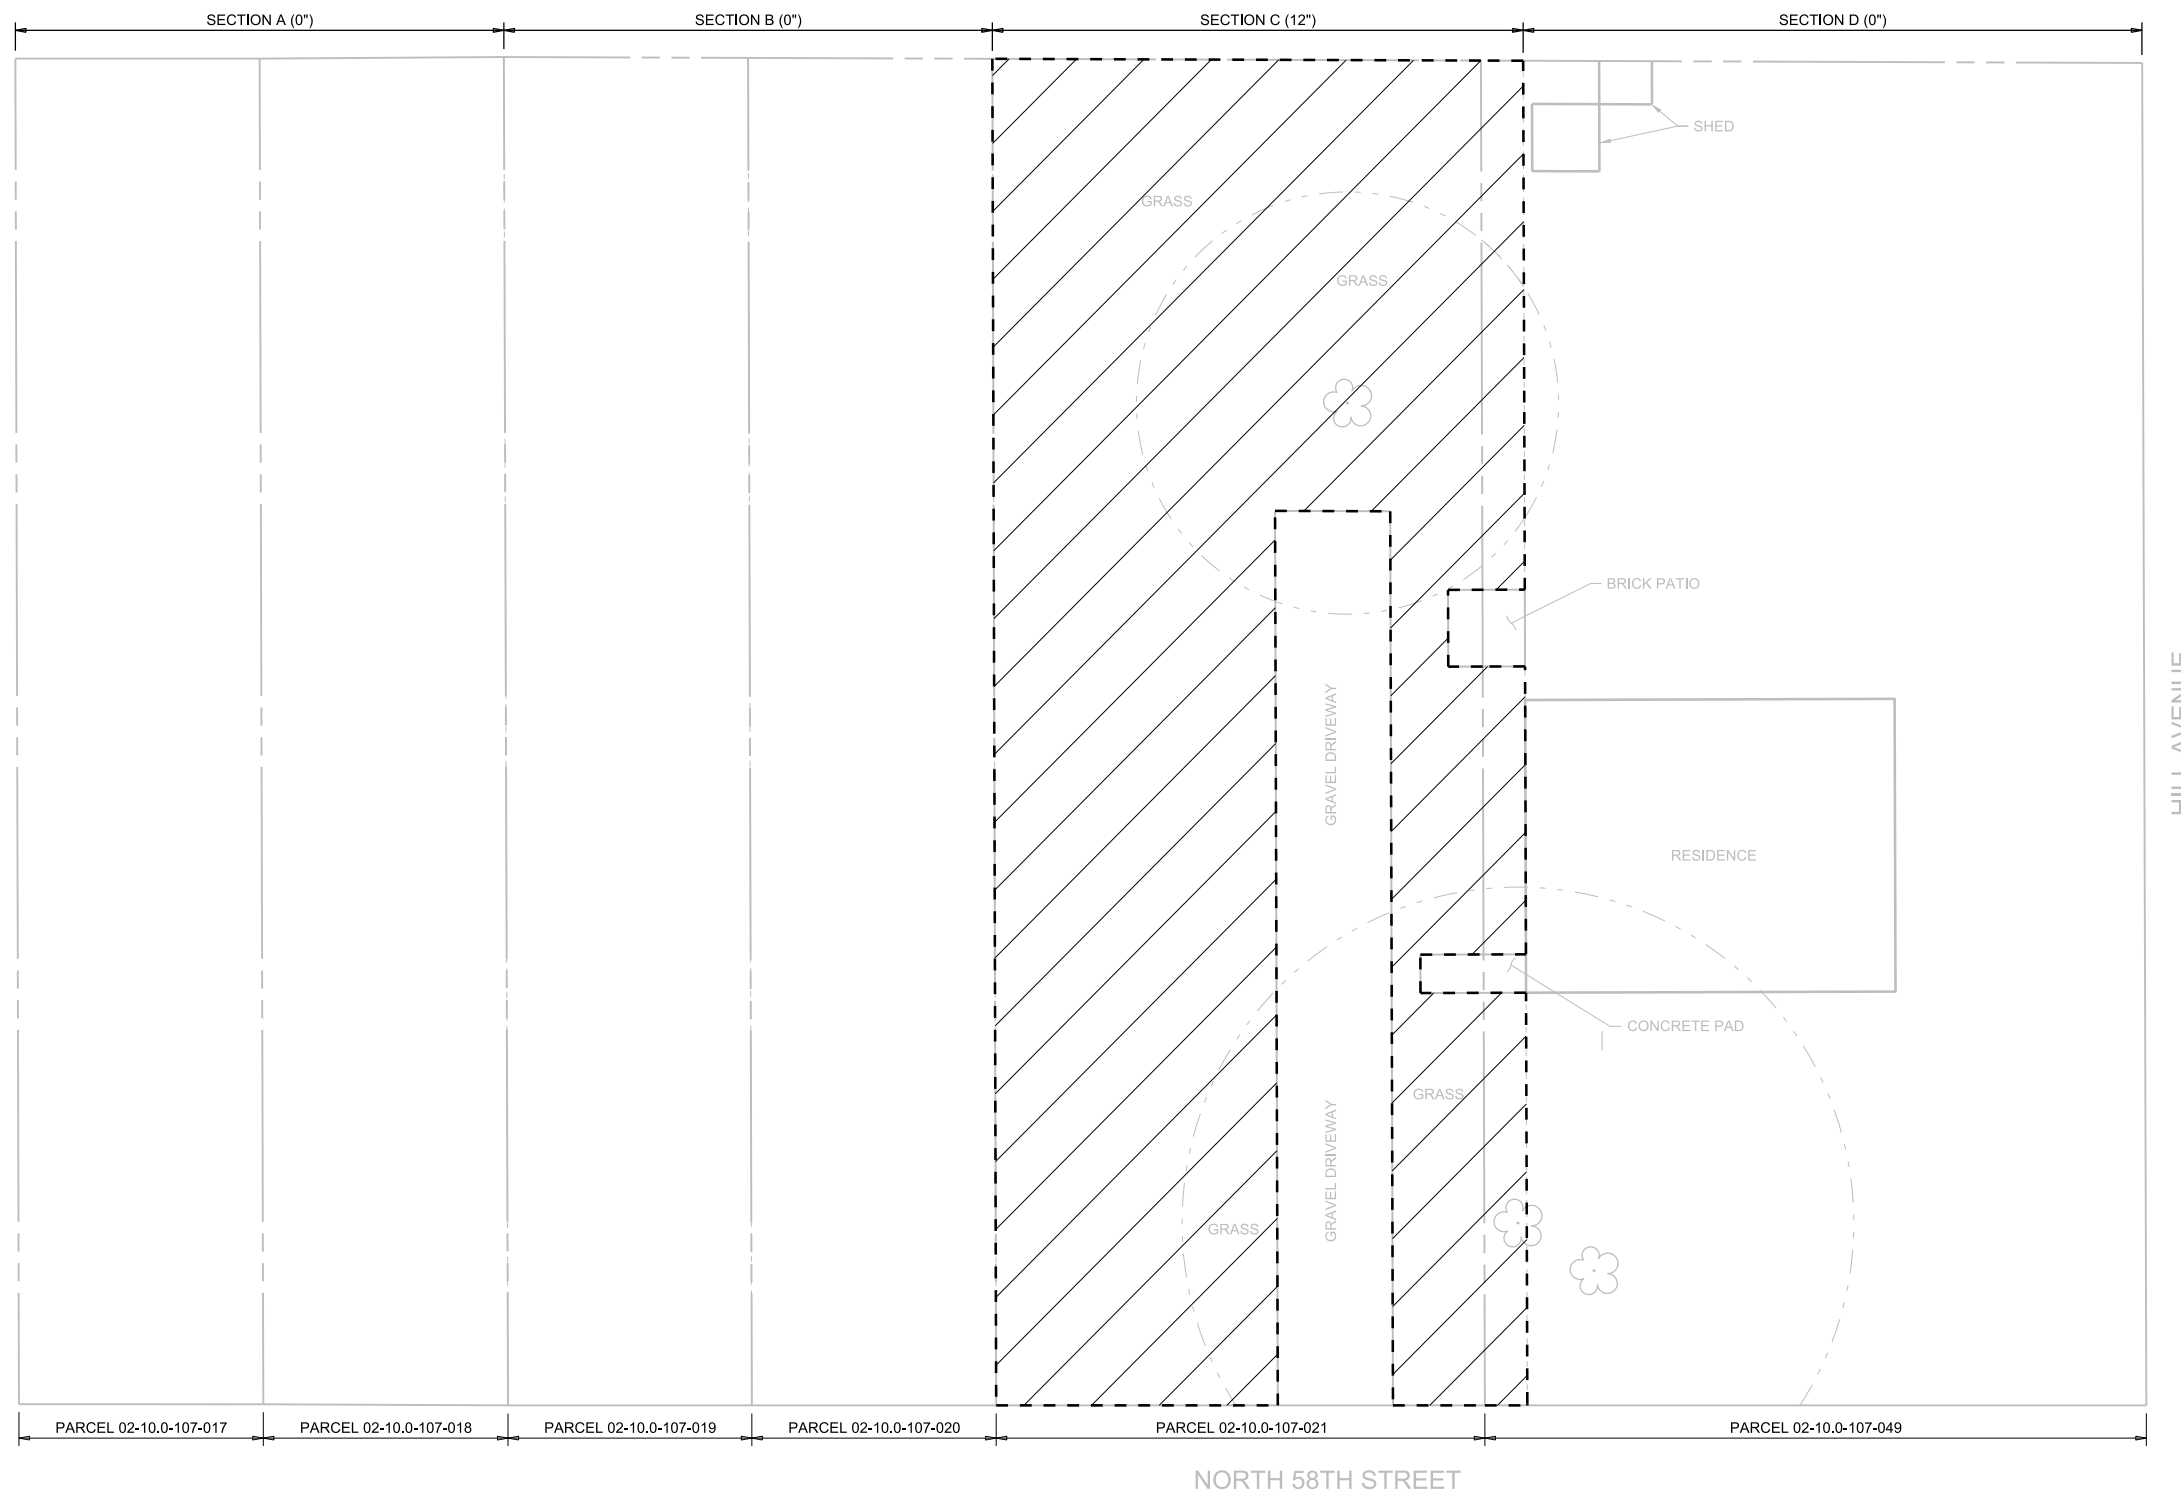 SECTION A (0")
SECTION B (0")
SECTION C (12")
SECTION D (0")
SHED
GRASS
GRASS
BRICK PATIO
GRAVEL DRIVEWAY
HILL AVENUE
RESIDENCE
CONCRETE PAD
GRASS
GRAVEL DRIVEWAY
GRASS
PARCEL 02-10.0-107-017
PARCEL 02-10.0-107-018
PARCEL 02-10.0-107-019
PARCEL 02-10.0-107-020
PARCEL 02-10.0-107-021
PARCEL 02-10.0-107-049
NORTH 58TH STREET